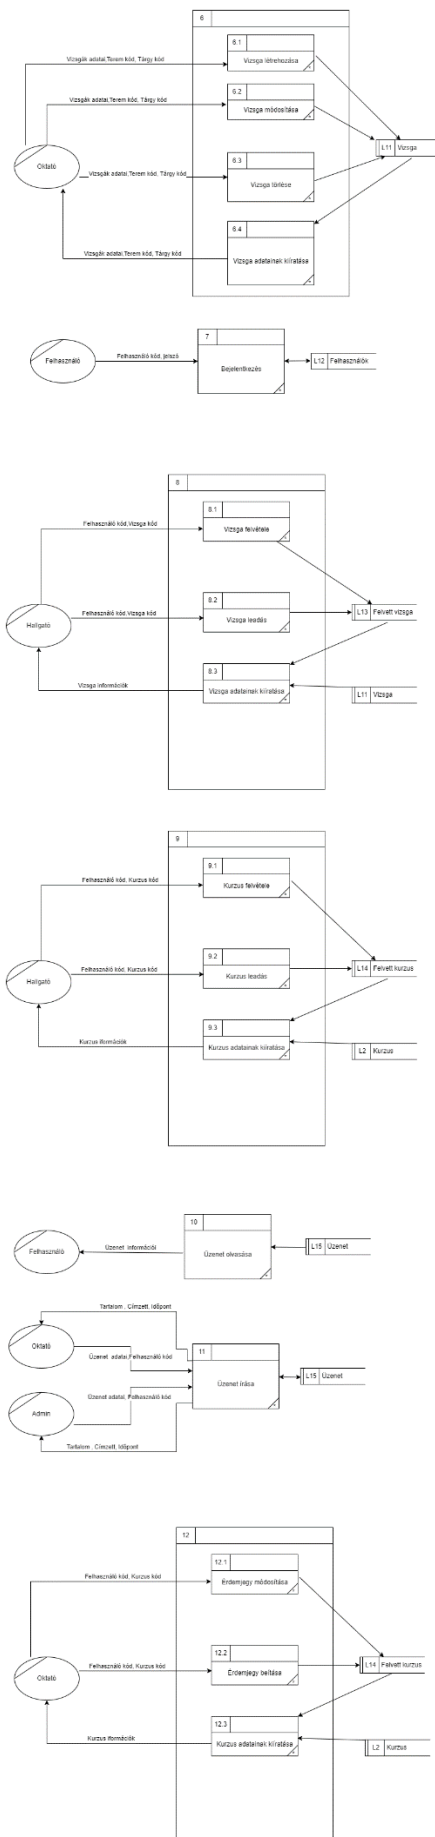 6
6.1
Vizsga létrehozása
Vizsgák adatai,Terem kód, Tárgy kód
6.2
Vizsga módosítása
Vizsgák adatai,Terem kód, Tárgy kód
L11 Vizsga
Oktató
6.3
Vizsga törlése
Vizsgák adatai,Terem kód, Tárgy kód
6.4
Vizsga adatainak kiíratása
Vizsgák adatai,Terem kód, Tárgy kód
7
Felhasználó
Felhasználó kód, jelszó
Bejelentkezés
L12 Felhasználók
8
8.1
Vizsga felvétele
Felhasználó kód,Vizsga kód
8.2
Vizsga leadás
Felhasználó kód,Vizsga kód
L13 Felvett vizsga
Hallgató
8.3
Vizsga adatainak kiíratása
Vizsga információk
L11 Vizsga
9
9.1
Kurzus felvétele
Felhasználó kód, Kurzus kód
9.2
Kurzus leadás
Felhasználó kód, Kurzus kód
L14 Felvett kurzus
Hallgató
9.3
Kurzus adatainak kiíratása
Kurzus iformációk
L2 Kurzus
10
Felhasználó
Üzenet információi
Üzenet olvasása
L15 Üzenet
Tartalom , Címzett, Időpont
Oktató
Üzenet adatai,Felhasználó kód
11
Üzenet írása
L15 Üzenet
Üzenet adatai, Felhasználó kód
Admin
Tartalom , Címzett, Időpont
12
12.1
Érdemjegy módosítása
Felhasználó kód, Kurzus kód
12.2
Érdemjegy beítása
Felhasználó kód, Kurzus kód
L14 Felvett kurzus
Oktató
12.3
Kurzus adatainak kiíratása
Kurzus iformációk
L2 Kurzus